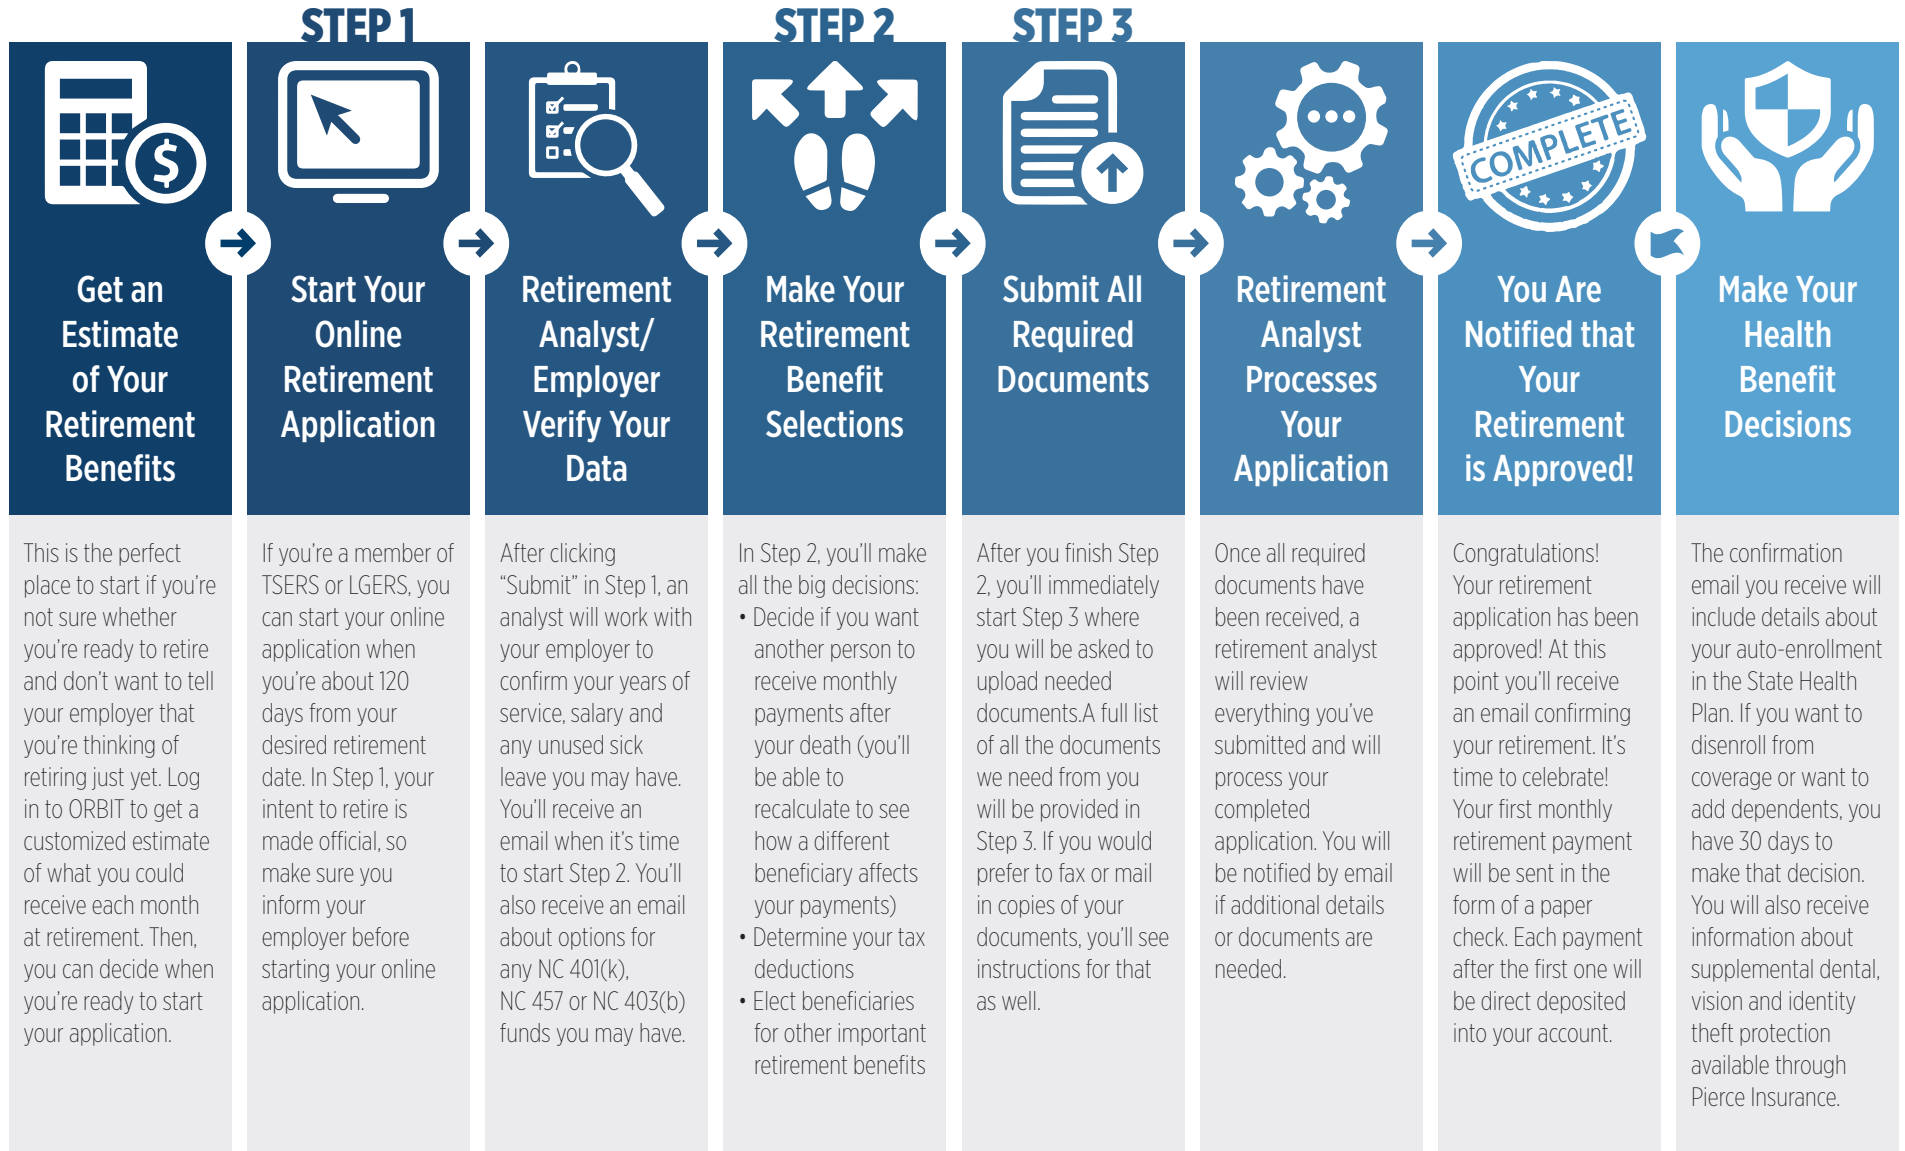 STEP 1
STEP 2
STEP 3
$
Get an
Estimate
of Your
Retirement
Benefits
This is the perfect
place to start if you're
not sure whether
you're ready to retire
and don't want to tell
your employer that
you're thinking of
retiring just yet. Log
in to ORBIT to get a
customized estimate
of what you could
receive each month
at retirement. Then,
you can decide when
you're ready to start
your application.
Start Your
Online
Retirement
Application
If you're a member of
TSERS or LGERS, you
can start your online
application when
you're about 120
days from your
desired retirement
date. In Step 1, your
intent to retire is
made official, so
make sure you
inform your
employer before
starting your online
application.
Retirement
Analyst/
Employer
Verify Your
Data
After clicking
“Submit” in Step 1, an
analyst will work with
your employer to
confirm your years of
service, salary and
any unused sick
leave you may have.
You'll receive an
email when it's time
to start Step 2. You'll
also receive an email
about options for
any NC 401(k),
NC 457 or NC 403(b)
funds you may have.
Make Your
Retirement
Benefit
Selections
In Step 2, you'll make
all the big decisions:
• Decide if you want
another person to
receive monthly
payments after
your death (you'll
be able to
recalculate to see
how a different
beneficiary affects
your payments)
• Determine your tax
deductions
• Elect beneficiaries
for other important
retirement benefits
Submit All
Required
Documents
After you finish Step
2, you'll immediately
start Step 3 where
you will be asked to
upload needed
documents.A full list
of all the documents
we need from you
will be provided in
Step 3. If you would
prefer to fax or mail
in copies of your
documents, you'll see
instructions for that
as well.
Retirement
Analyst
Processes
Your
Application
Once all required
documents have
been received, a
retirement analyst
will review
everything you've
submitted and will
process your
completed
application. You will
be notified by email
if additional details
or documents are
needed.
COMPLETE
You Are
Notified that
Your
Retirement
is Approved!
Congratulations!
Your retirement
application has been
approved! At this
point you'll receive
an email confirming
your retirement. It's
time to celebrate!
Your first monthly
retirement payment
will be sent in the
form of a paper
check. Each payment
after the first one will
be direct deposited
into your account.
Make Your
Health
Benefit
Decisions
The confirmation
email you receive will
include details about
your auto-enrollment
in the State Health
Plan. If you want to
disenroll from
coverage or want to
add dependents, you
have 30 days to
make that decision.
You will also receive
information about
supplemental dental,
vision and identity
theft protection
available through
Pierce Insurance.